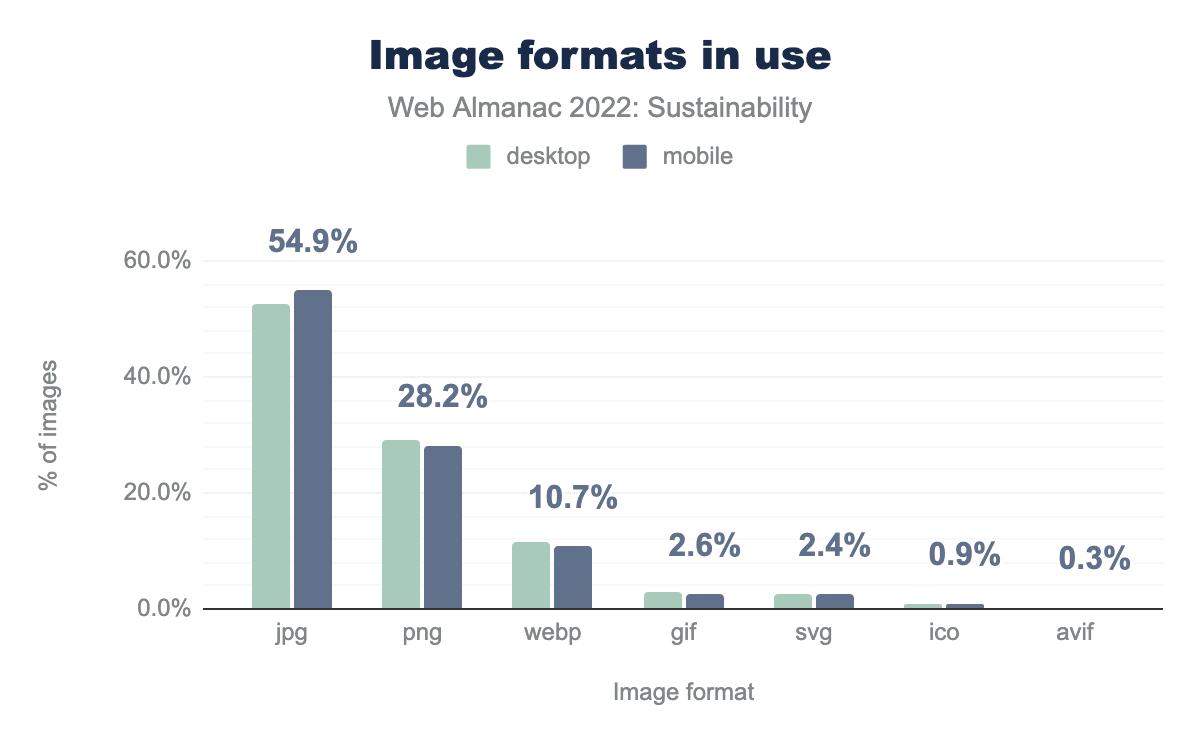 Image formats in use
Web Almanac 2022: Sustainability
desktop mobile
54.9%
60.0%
40.0%
28.2%
20.0%
10.7%
2.6%
2.4%
0.9%
0.3%
0.0%
% of images
jpg png webp gif svg ico avif
Image format